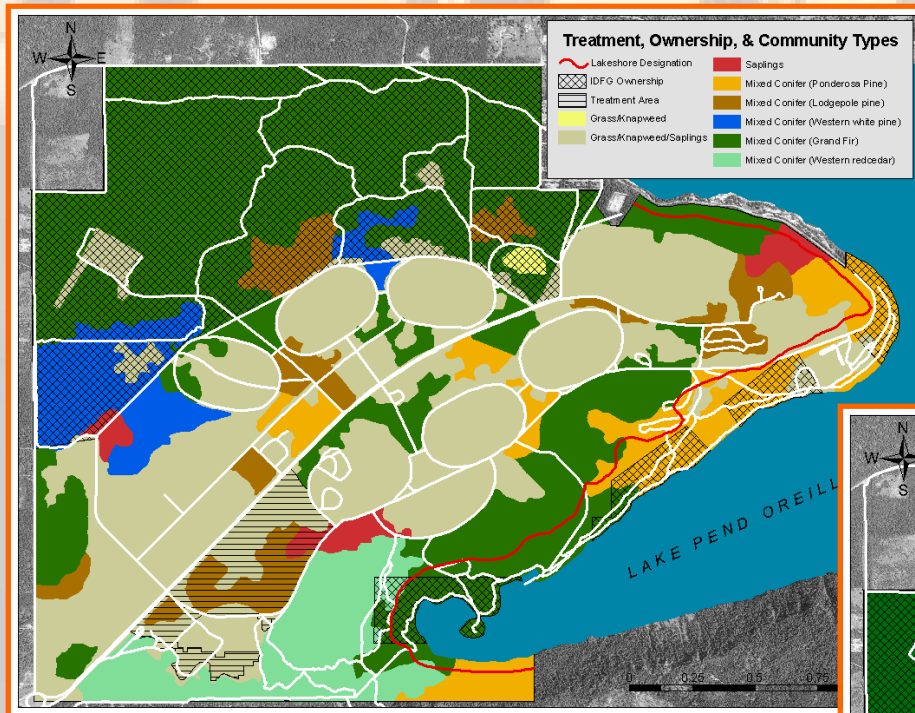 N
W E
S
Treatment, Ownership, & Community Types
Lakeshore Designation
IDFG Ownership
Treatment Area
Grass/Knapweed
Grass/Knapweed/Saplings
Saplings
Mixed Conifer (Ponderosa Pine)
Mixed Conifer (Lodgepole pine)
Mixed Conifer (Western white pine)
Mixed Conifer (Grand Fir)
Mixed Conifer (Western redcedar)
LAKE PEND OREILL
0 0.25 0.5 0.75
N
W
S